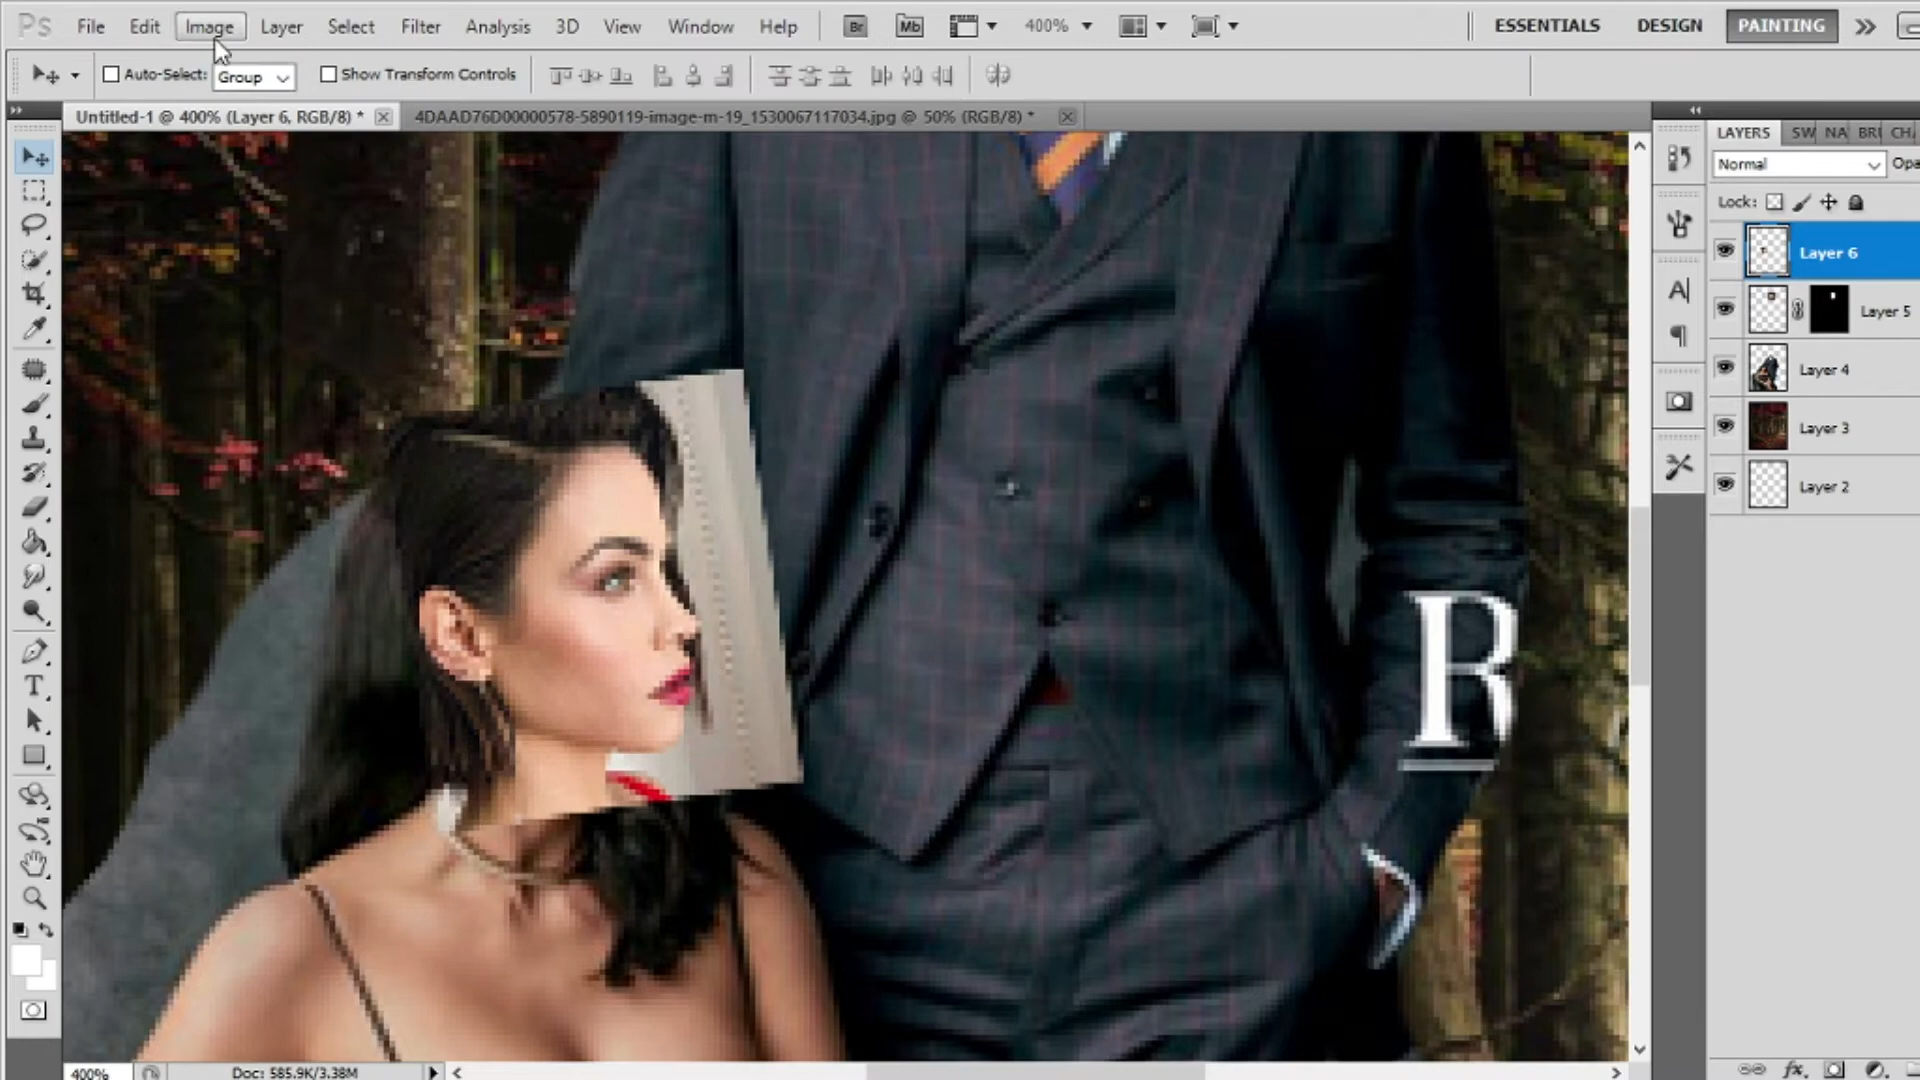 Ps File Edit Image Layer Select Filter Analysis 3D View Window Help Br Mb 400% ESSENTIALS DESIGN PAINTING
Auto-Select: Group Show Transform Controls
Untitled-1 @ 400% (Layer 6, RGB/8) * 4DAAD76D00000578-5890119-image-m-19_1530067117034.jpg @ 50% (RGB/8) *
LAYERS SW NA BRI CH
Normal Opa
Lock:
Layer 6
Layer 5
Layer 4
Layer 3
Layer 2
R
400% Doc: 585.9K/3.38M